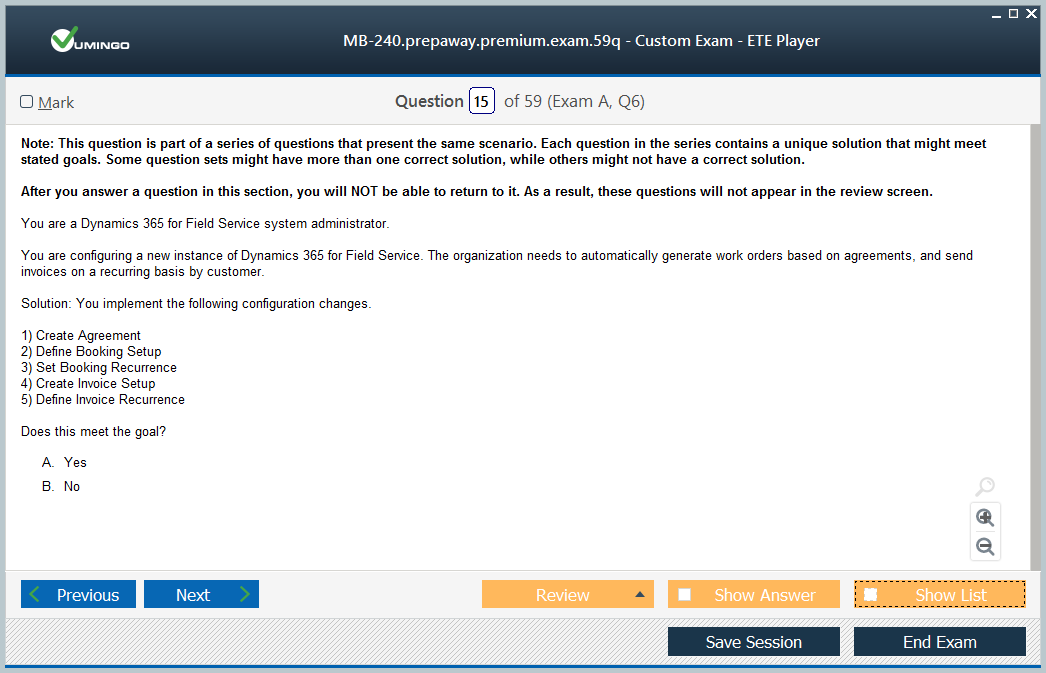 VUMINGO
MB-240.prepaway.premium.exam.59q - Custom Exam - ETE Player
Mark
Question 15 of 59 (Exam A, Q6)
Note: This question is part of a series of questions that present the same scenario. Each question in the series contains a unique solution that might meet
stated goals. Some question sets might have more than one correct solution, while others might not have a correct solution.
After you answer a question in this section, you will NOT be able to return to it. As a result, these questions will not appear in the review screen.
You are a Dynamics 365 for Field Service system administrator.
You are configuring a new instance of Dynamics 365 for Field Service. The organization needs to automatically generate work orders based on agreements, and send
invoices on a recurring basis by customer.
Solution: You implement the following configuration changes.
1) Create Agreement
2) Define Booking Setup
3) Set Booking Recurrence
4) Create Invoice Setup
5) Define Invoice Recurrence
Does this meet the goal?
A. Yes
B. No
Previous
Next
Review
Show Answer
Show List
Save Session
End Exam